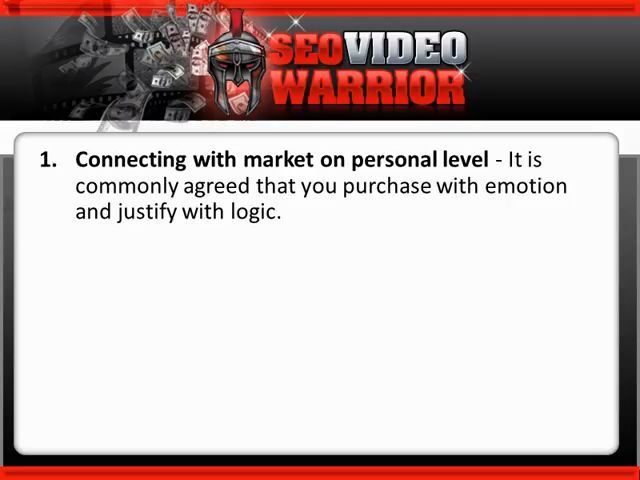 SEOVIDEO
WARRIOR
1. Connecting with market on personal level - It is
commonly agreed that you purchase with emotion
and justify with logic.